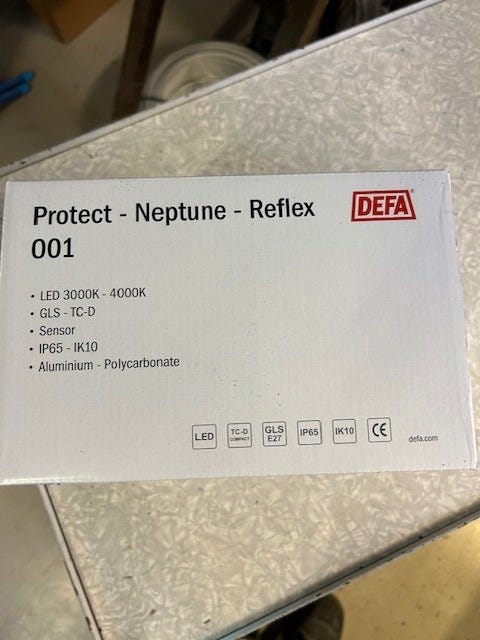 Protect - Neptune - Reflex
001
DEFA
• LED 3000K - 4000K
• GLS - TC-D
• Sensor
• IP65 - IK10
• Aluminium - Polycarbonate
LED
TC-D
COMPACT
GLS
E27
IP65
IK10
CE
defa.com